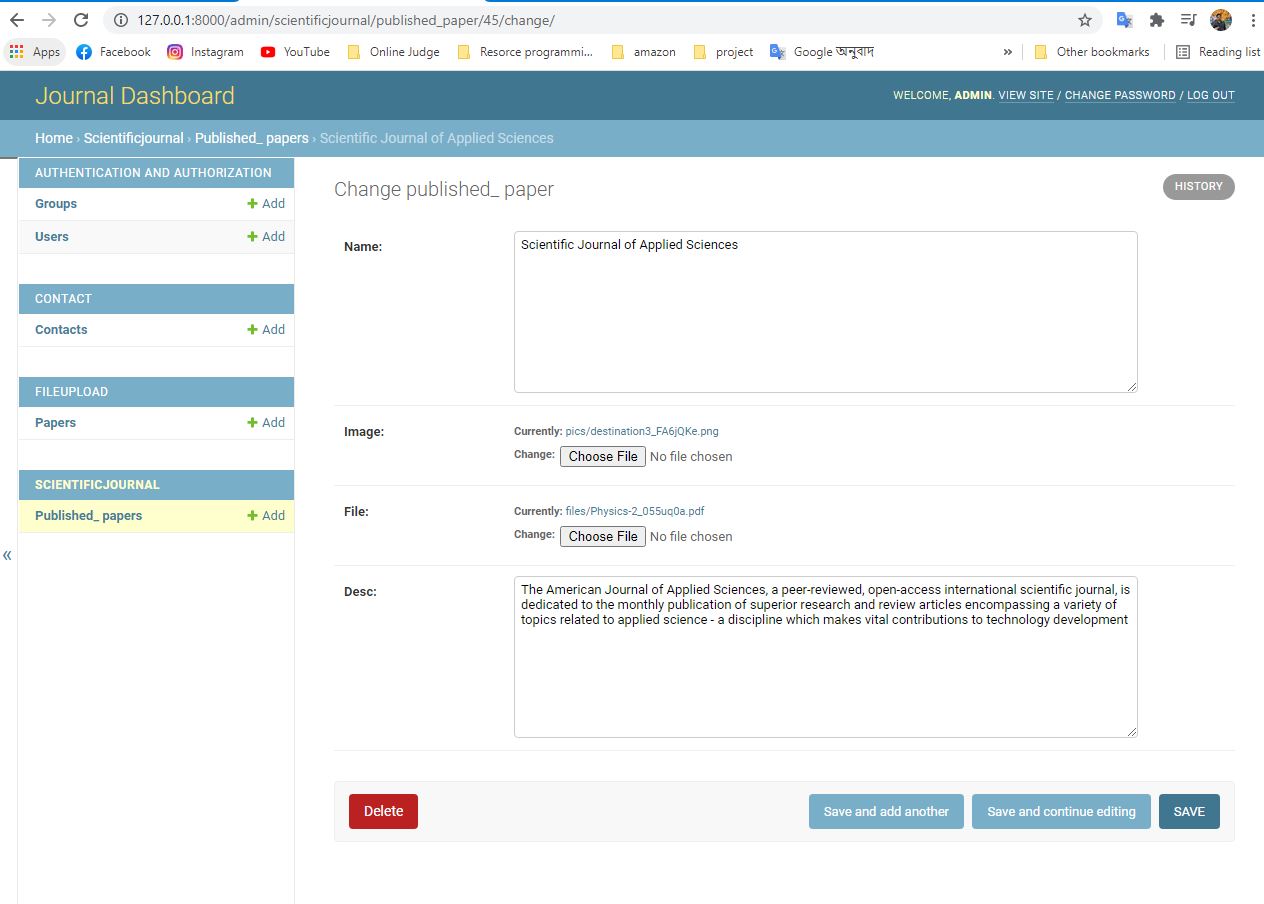 127.0.0.1:8000/admin/scientificjournal/published_paper/45/change/
Apps Facebook Instagram YouTube Online Judge Resorce programmi... amazon project Google অনুবাদ » Other bookmarks Reading list
Journal Dashboard
WELCOME, ADMIN. VIEW SITE / CHANGE PASSWORD / LOG OUT
Home › Scientificjournal › Published_ papers › Scientific Journal of Applied Sciences
AUTHENTICATION AND AUTHORIZATION
Groups + Add
Users + Add
CONTACT
Contacts + Add
FILEUPLOAD
Papers + Add
SCIENTIFICJOURNAL
Published_ papers + Add
«
Change published_ paper
HISTORY
Name: Scientific Journal of Applied Sciences
Image: Currently: pics/destination3_FA6jQKe.png
Change: Choose File No file chosen
File: Currently: files/Physics-2_055uq0a.pdf
Change: Choose File No file chosen
Desc: The American Journal of Applied Sciences, a peer-reviewed, open-access international scientific journal, is
dedicated to the monthly publication of superior research and review articles encompassing a variety of
topics related to applied science - a discipline which makes vital contributions to technology development
Delete Save and add another Save and continue editing SAVE